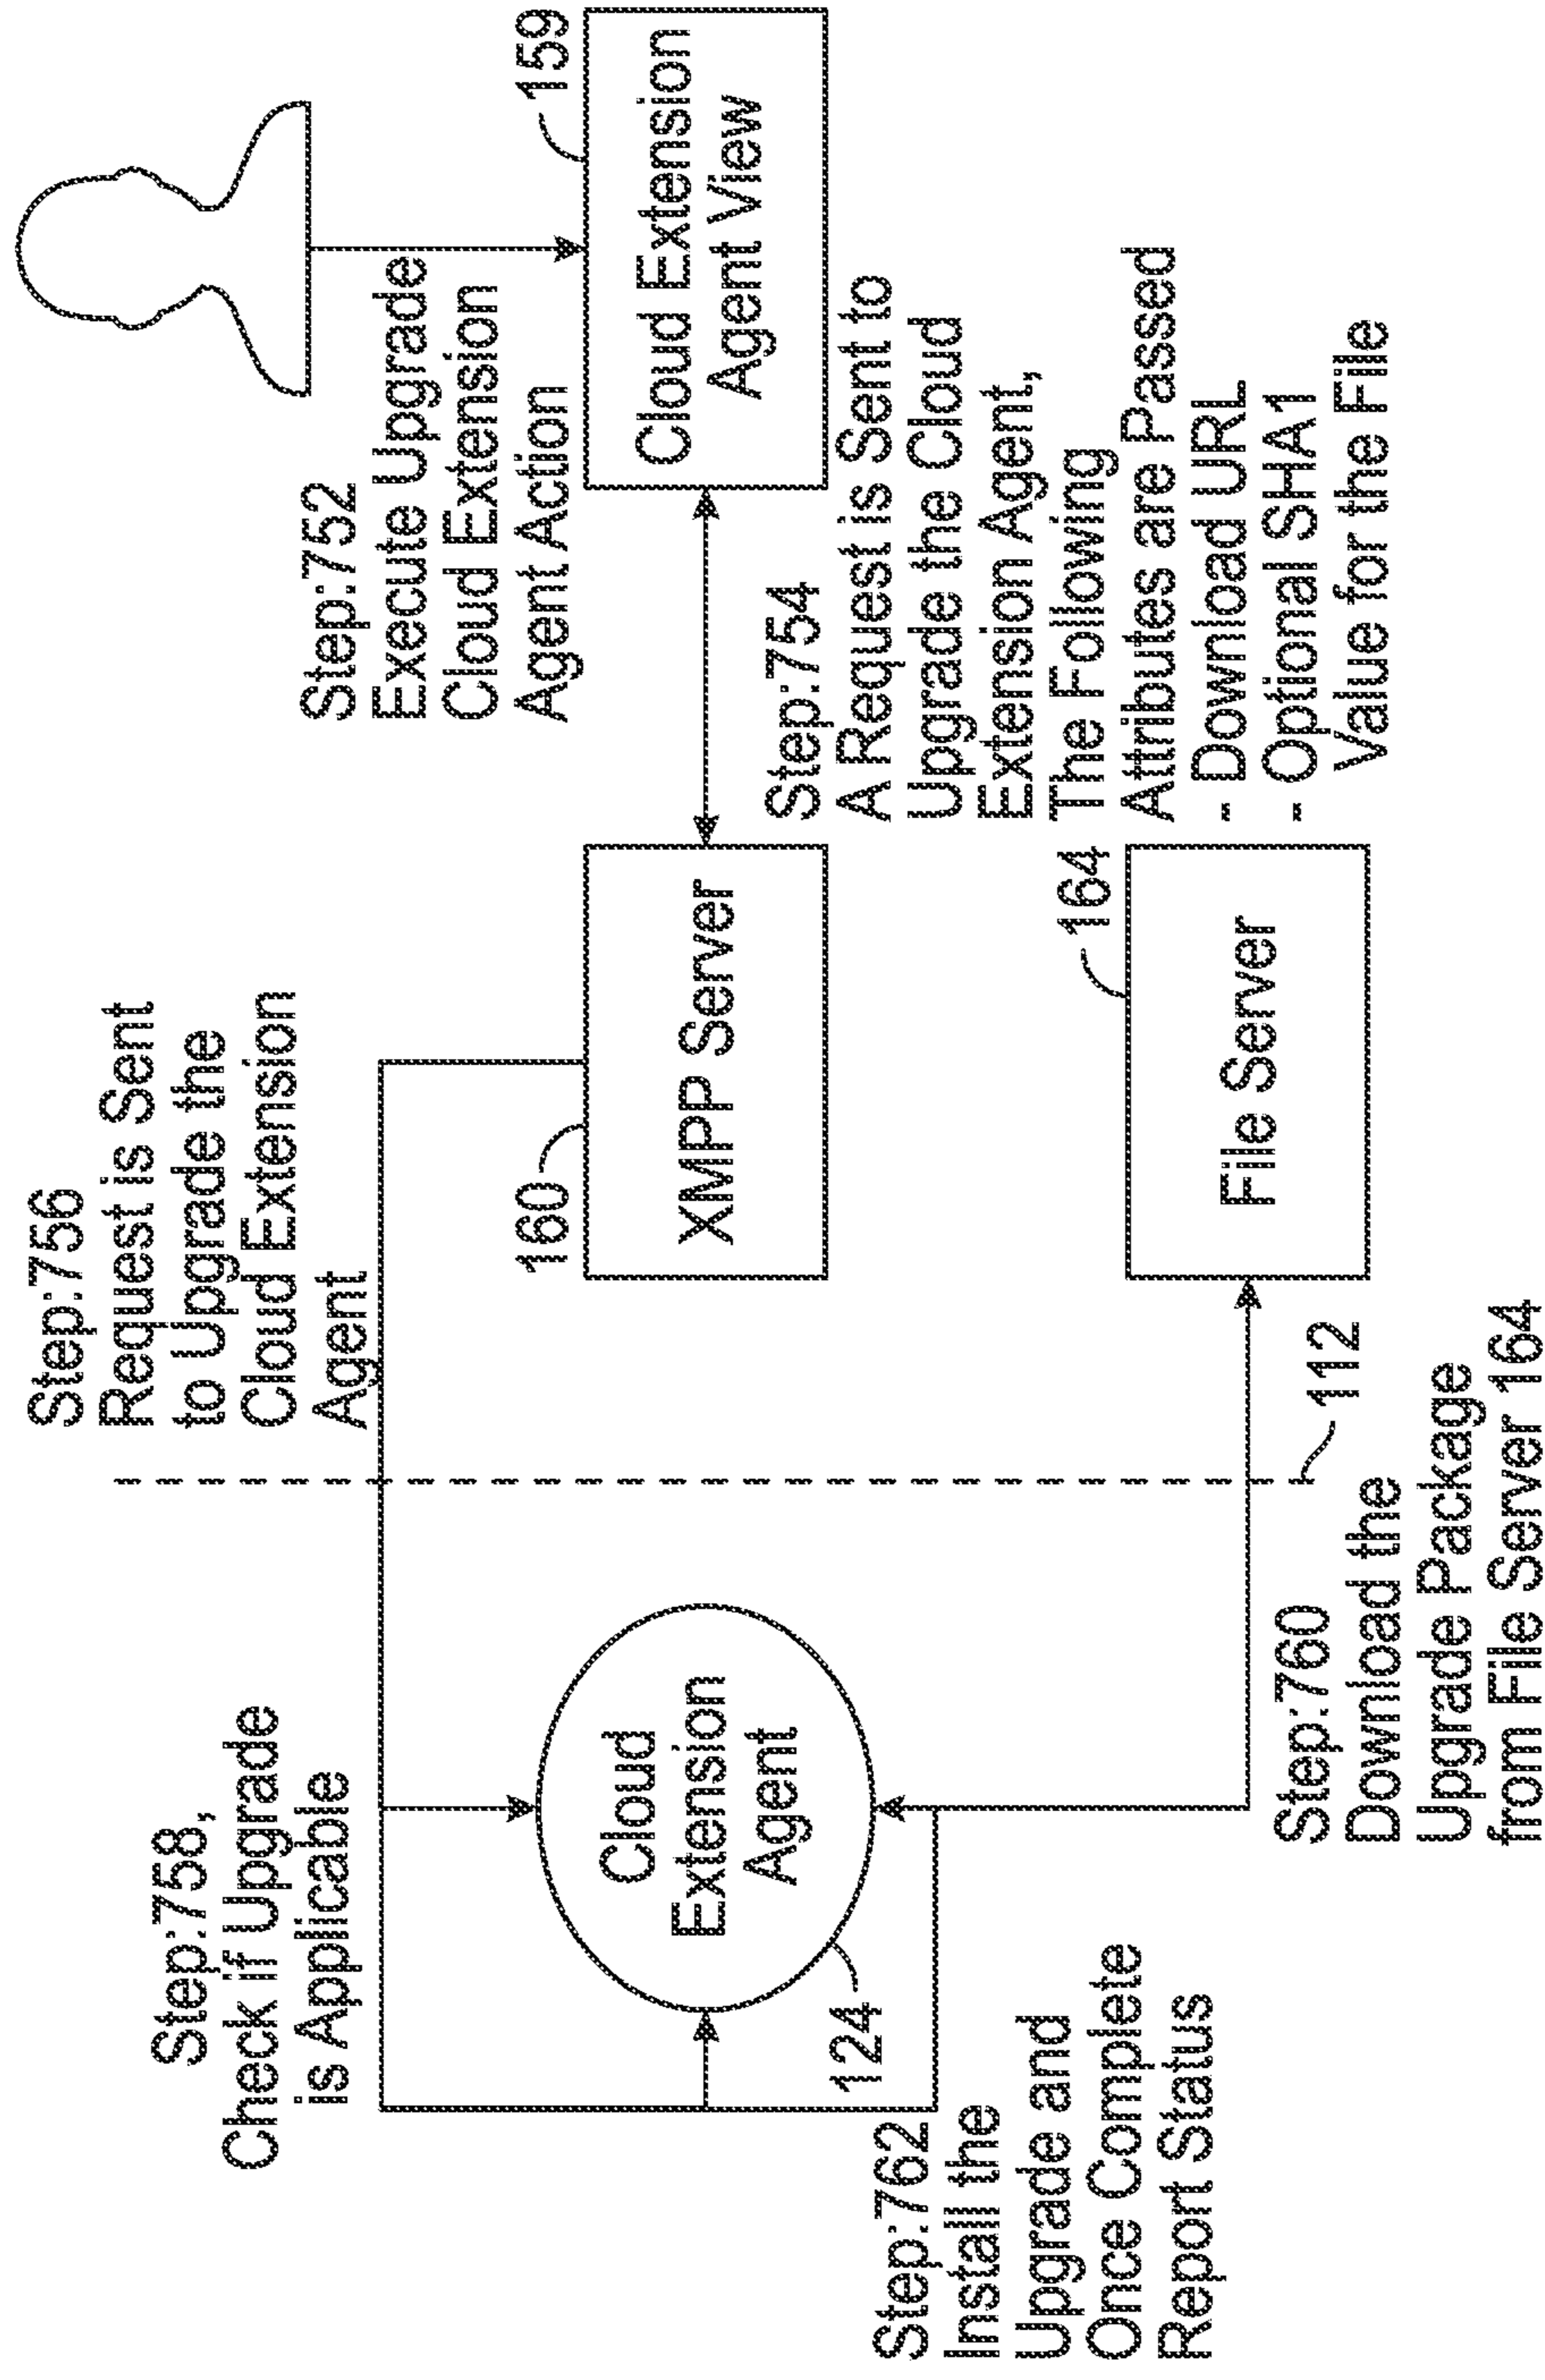 Step:758,
Check if Upgrade
is Applicable
Step:756
Request is Sent
to Upgrade the
Cloud Extension
Agent
Step:752
Execute Upgrade
Cloud Extension
Agent Action
160
159
Cloud
Extension
Agent
124
XMPP Server
Cloud Extension
Agent View
Step:754
A Request is Sent to
Upgrade the Cloud
Extension Agent,
The Following
Attributes are Passed
- Download URL
- Optional SHA1
Value for the File
Step:762
Install the
Upgrade and
Once Complete
Report Status
164
File Server
112
Step:760
Download the
Upgrade Package
from File Server 164